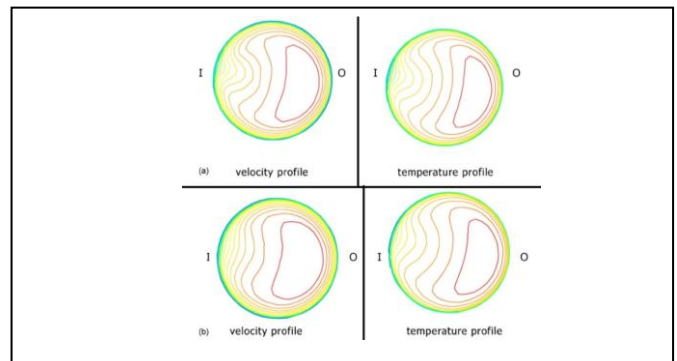 I O I O
(a) velocity profile temperature profile
I O I O
(b) velocity profile temperature profile